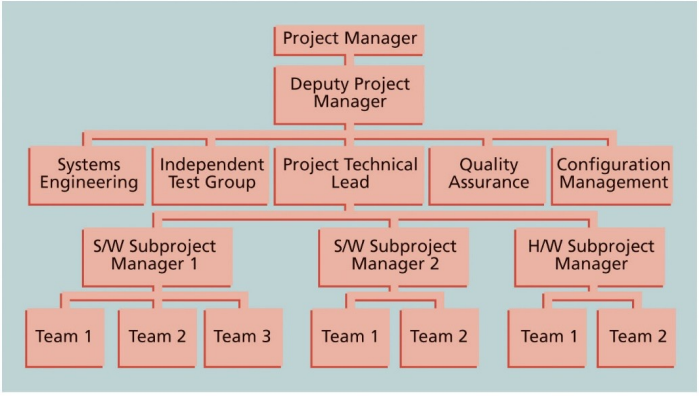 Project Manager
Deputy Project
Manager
Systems
Engineering
Independent
Test Group
Project Technical
Lead
Quality
Assurance
Configuration
Management
S/W Subproject
Manager 1
S/W Subproject
Manager 2
H/W Subproject
Manager
Team 1
Team 2
Team 3
Team 1
Team 2
Team 1
Team 2